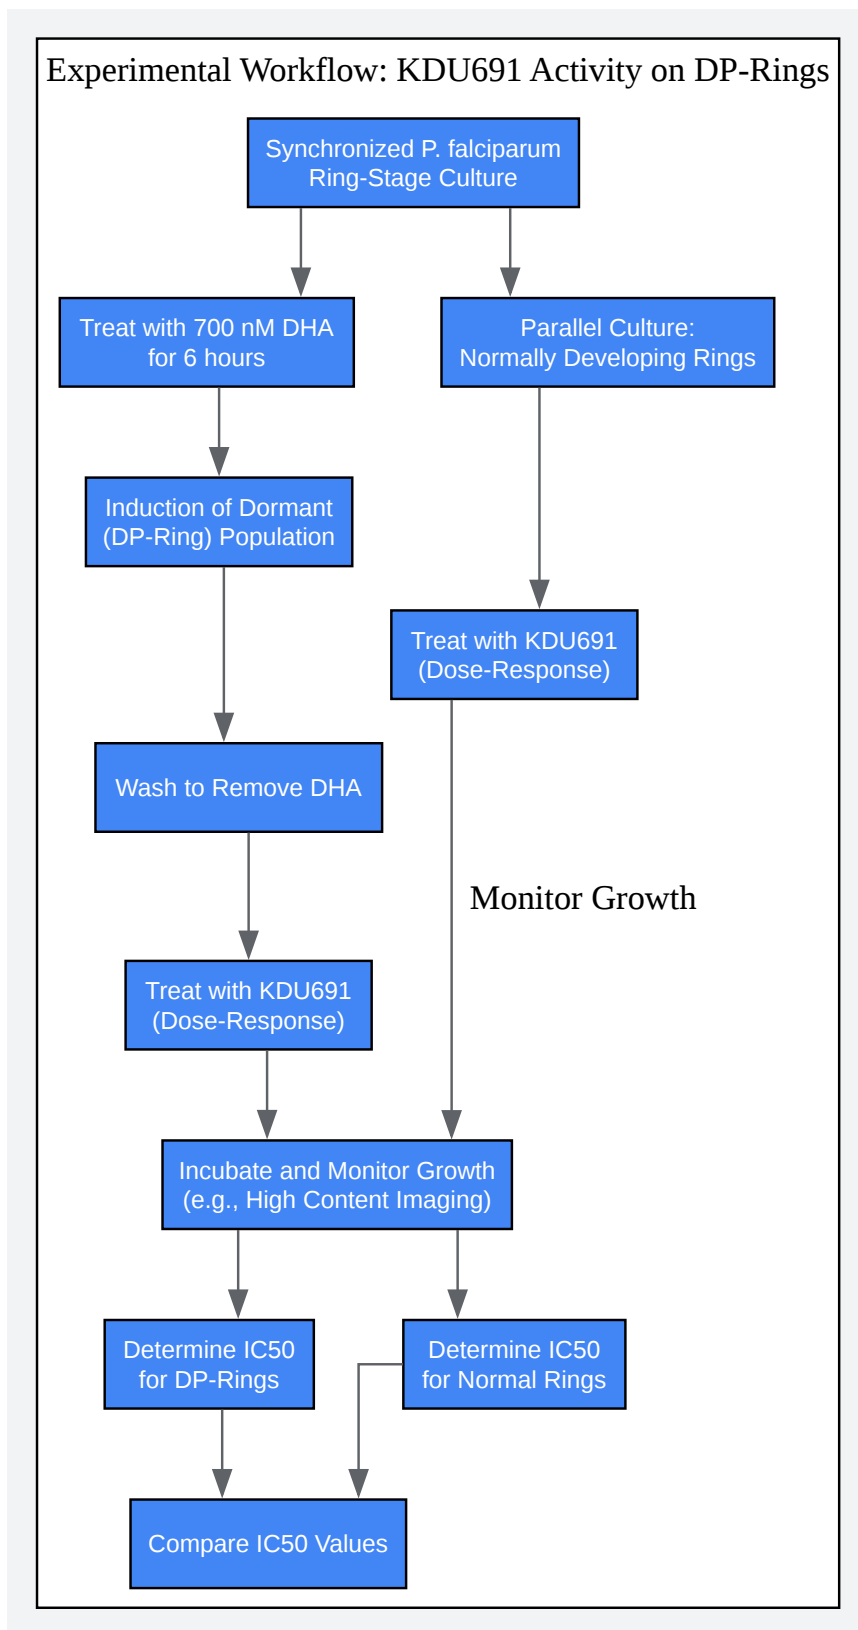 Experimental Workflow: KDU691 Activity on DP-Rings
Synchronized P. falciparum
Ring-Stage Culture
Treat with 700 nM DHA
for 6 hours
Parallel Culture:
Normally Developing Rings
Induction of Dormant
(DP-Ring) Population
Treat with KDU691
(Dose-Response)
Wash to Remove DHA
Monitor Growth
Treat with KDU691
(Dose-Response)
Incubate and Monitor Growth
(e.g., High Content Imaging)
Determine IC50
for DP-Rings
Determine IC50
for Normal Rings
Compare IC50 Values